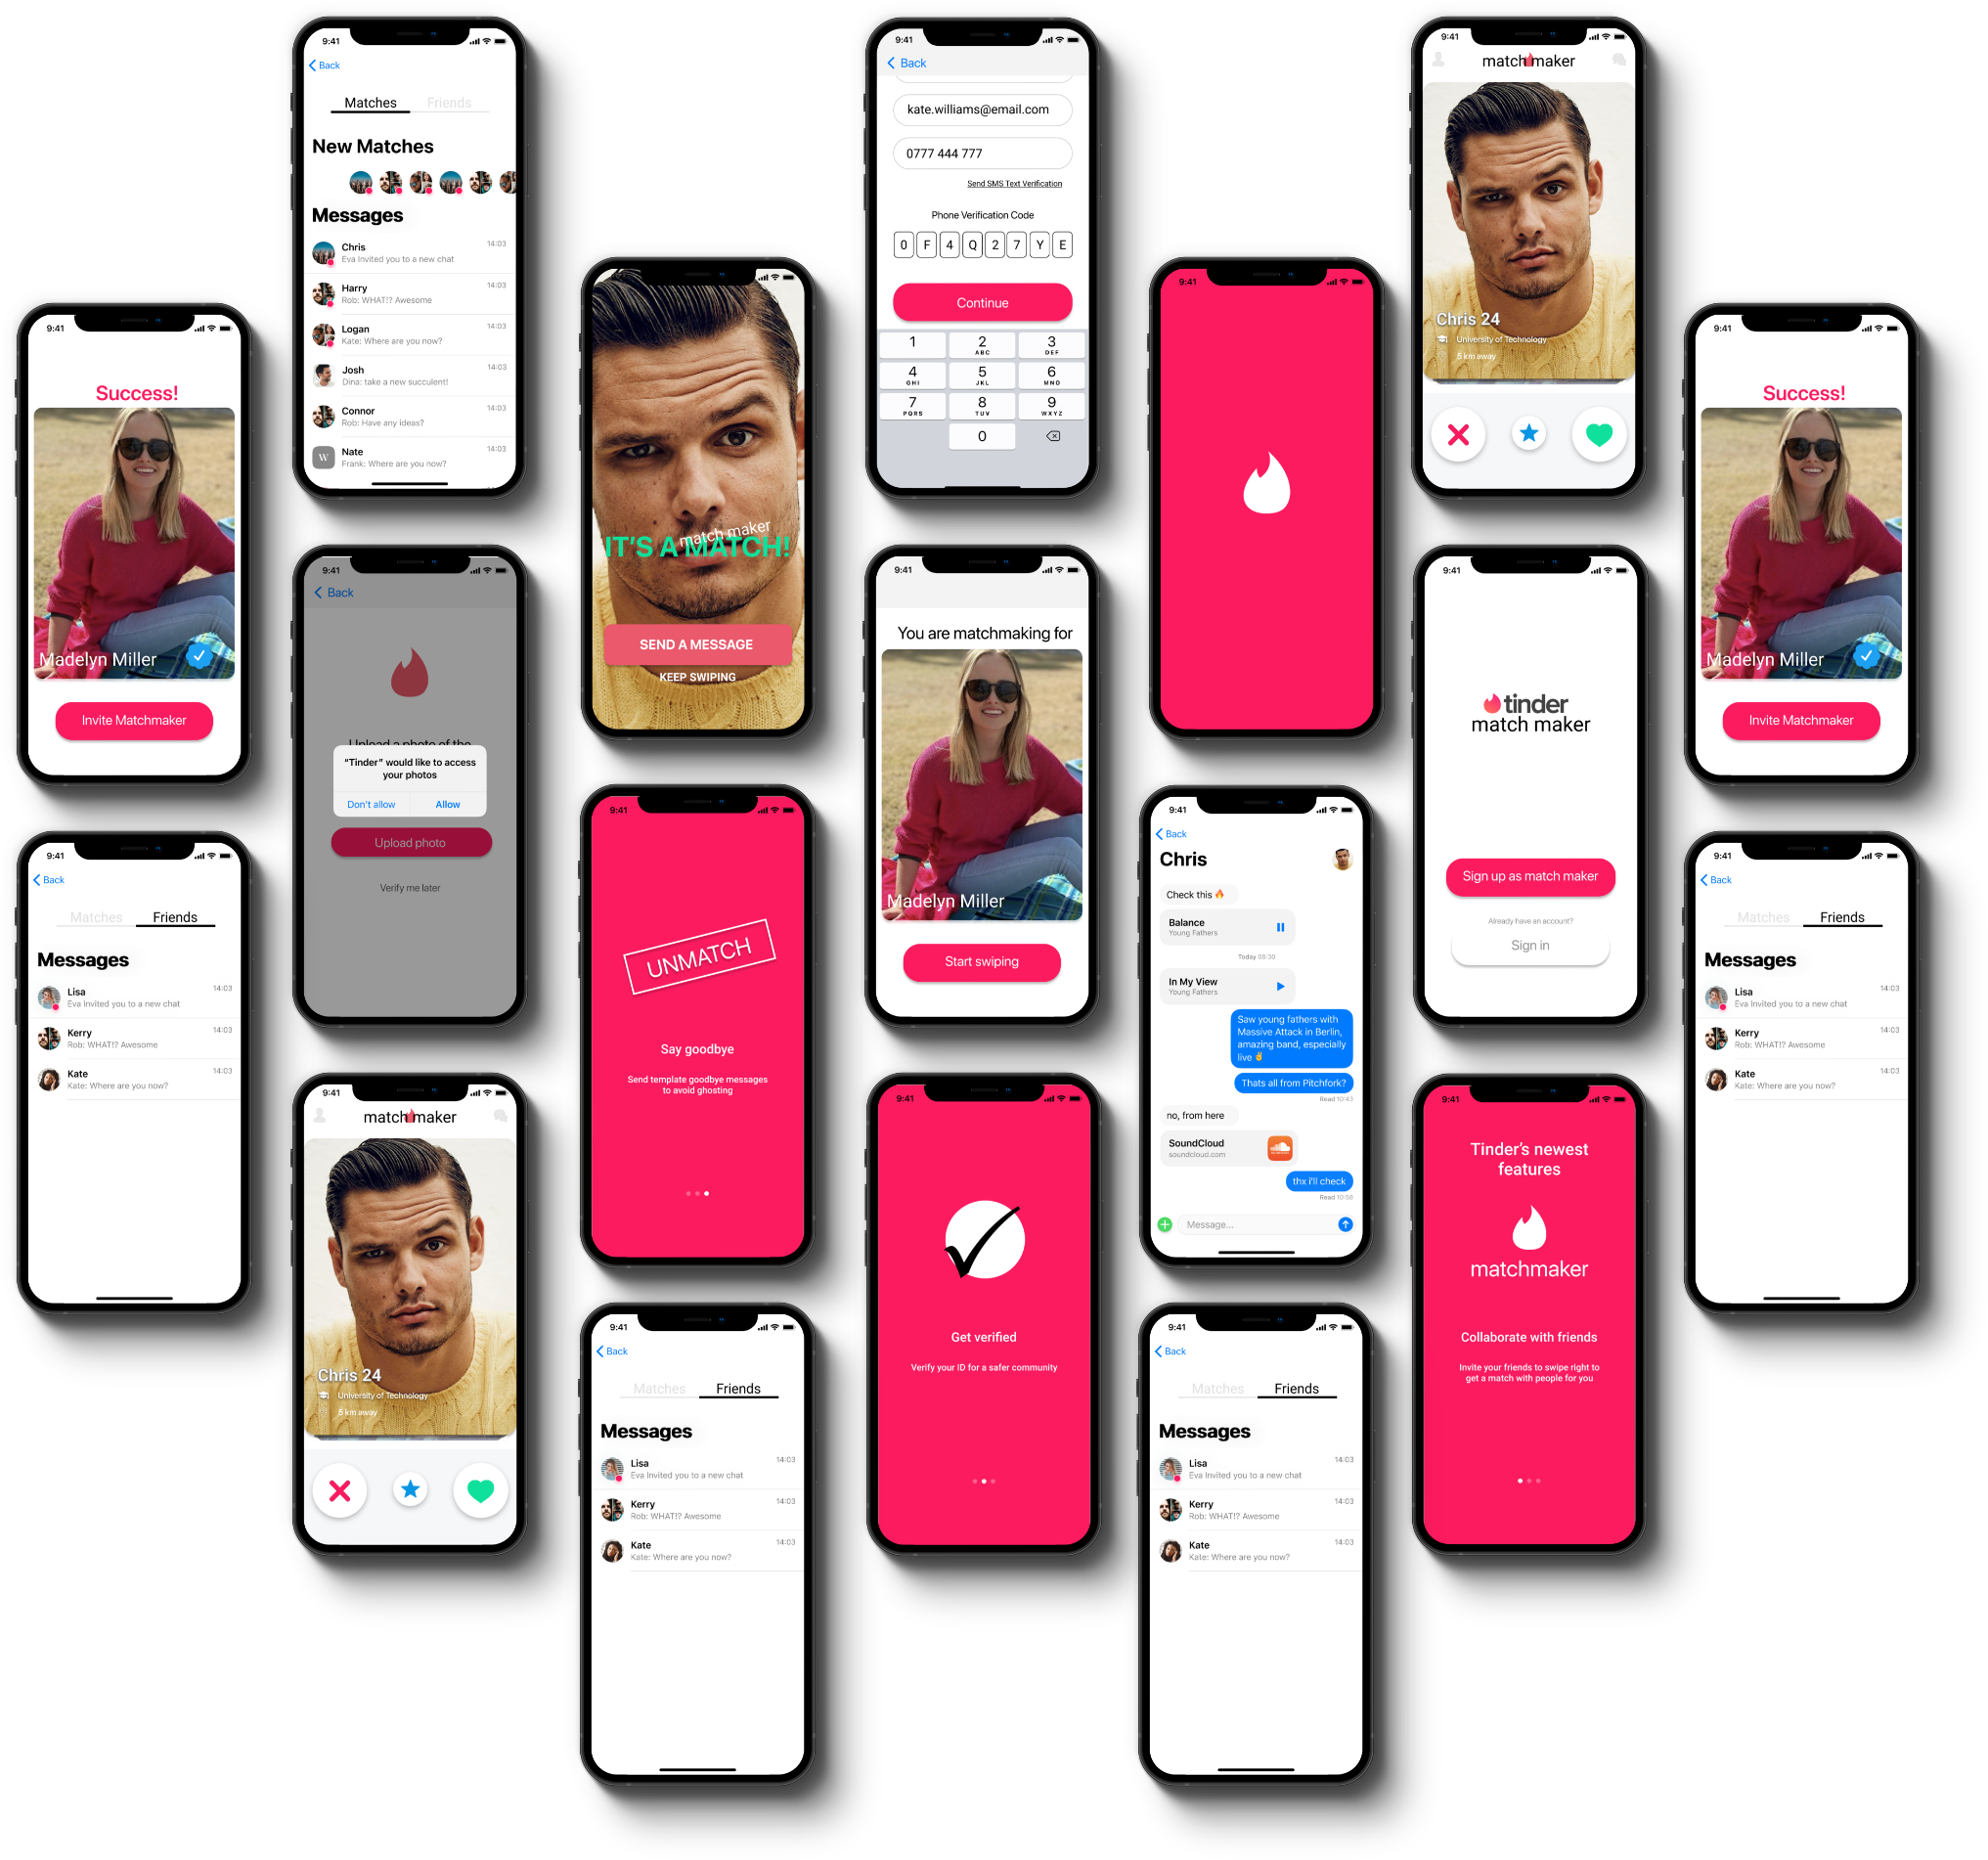 9:41
Success!
Madelyn Miller
Invite Matchmaker
9:41
Back
Matches Friends
Messages
Lisa 14:03
Eva Invited you to a new chat
Kerry 14:03
Rob: WHAT!? Awesome
Kate 14:03
Kate: Where are you now?
9:41
Back
Matches Friends
New Matches
Messages
Chris 14:03
Eva Invited you to a new chat
Harry 14:03
Rob: WHAT!? Awesome
Logan 14:03
Kate: Where are you now?
Josh 14:03
Dina: take a new succulent!
Connor 14:03
Rob: Have any ideas?
W
Nate 14:03
Frank: Where are you now?
9:41
Back
"Tinder" would like to access
your photos
Don't allow Allow
Upload photo
Verify me later
9:41
match maker
Chris 24
University of Technology
5 km away
match maker
IT'S A MATCH!
SEND A MESSAGE
KEEP SWIPING
9:41
UNMATCH
Say goodbye
Send template goodbye messages
to avoid ghosting
9:41
Back
Matches Friends
Messages
Lisa 14:03
Eva Invited you to a new chat
Kerry 14:03
Rob: WHAT!? Awesome
Kate 14:03
Kate: Where are you now?
9:41
Back
kate.williams@email.com
0777 444 777
Send SMS Text Verification
Phone Verification Code
0 F 4 Q 2 7 Y E
Continue
1 2 3
ABC DEF
4 5 6
GHI JKL MNO
7 8 9
PQRS TUV WXYZ
0
9:41
You are matchmaking for
Madelyn Miller
Start swiping
9:41
Get verified
Verify your ID for a safer community
9:41
9:41
Back
Chris
Check this 🔥
Balance
Young Fathers
Today 08:30
In My View
Young Fathers
Saw young fathers with
Massive Attack in Berlin,
amazing band, especially
live ✌
Thats all from Pitchfork?
Read 10:43
no, from here
SoundCloud
soundcloud.com
thx i'll check
Read 10:58
Message...
9:41
Back
Matches Friends
Messages
Lisa 14:03
Eva Invited you to a new chat
Kerry 14:03
Rob: WHAT!? Awesome
Kate 14:03
Kate: Where are you now?
9:41
match maker
Chris 24
University of Technology
5 km away
9:41
tinder
match maker
Sign up as match maker
Already have an account?
Sign in
9:41
Tinder's newest
features
matchmaker
Collaborate with friends
Invite your friends to swipe right to
get a match with people for you
9:41
Success!
Madelyn Miller
Invite Matchmaker
9:41
Back
Matches Friends
Messages
Lisa 14:03
Eva Invited you to a new chat
Kerry 14:03
Rob: WHAT!? Awesome
Kate 14:03
Kate: Where are you now?